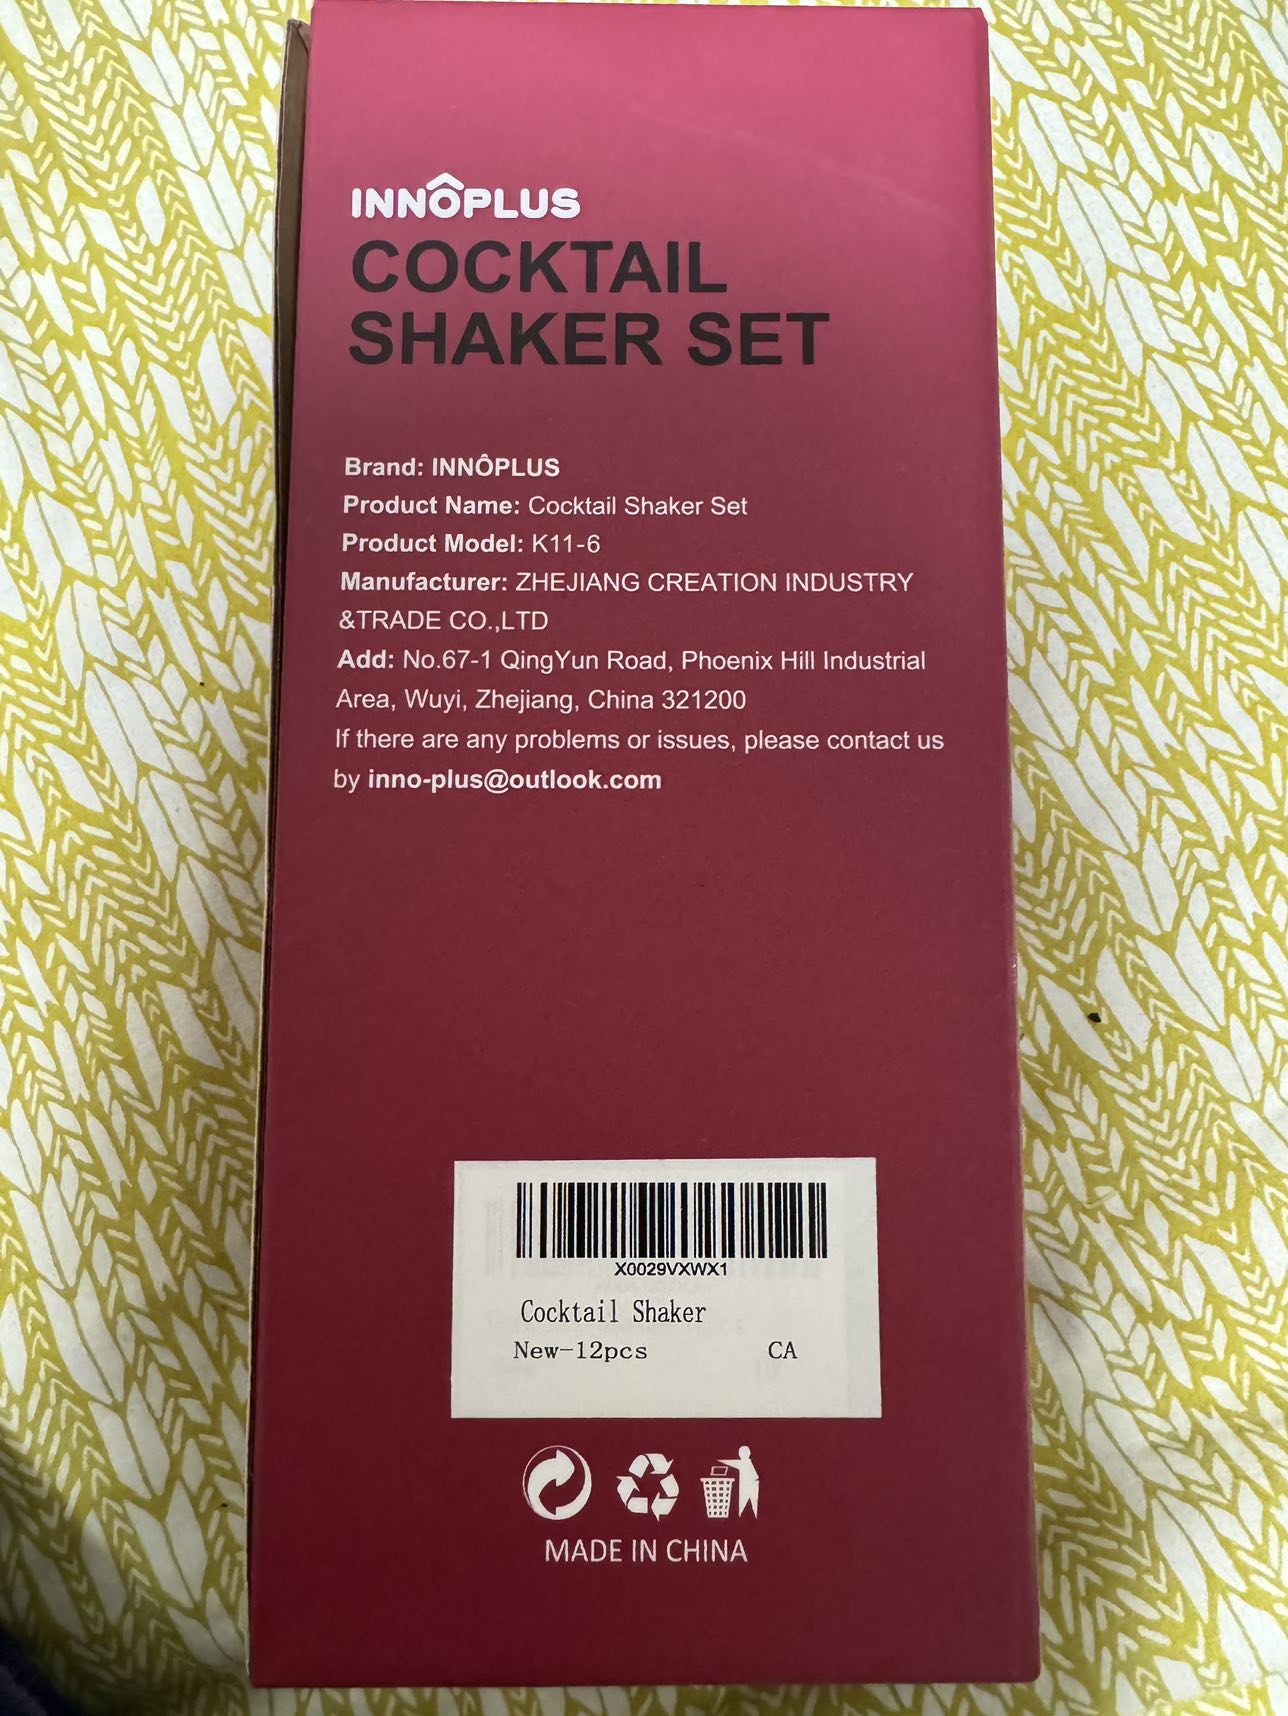 INNÔPLUS
COCKTAIL
SHAKER SET
Brand: INNÔPLUS
Product Name: Cocktail Shaker Set
Product Model: K11-6
Manufacturer: ZHEJIANG CREATION INDUSTRY
&TRADE CO.,LTD
Add: No.67-1 QingYun Road, Phoenix Hill Industrial
Area, Wuyi, Zhejiang, China 321200
If there are any problems or issues, please contact us
by inno-plus@outlook.com
X0029VXWX1
Cocktail Shaker
New-12pcs CA
MADE IN CHINA